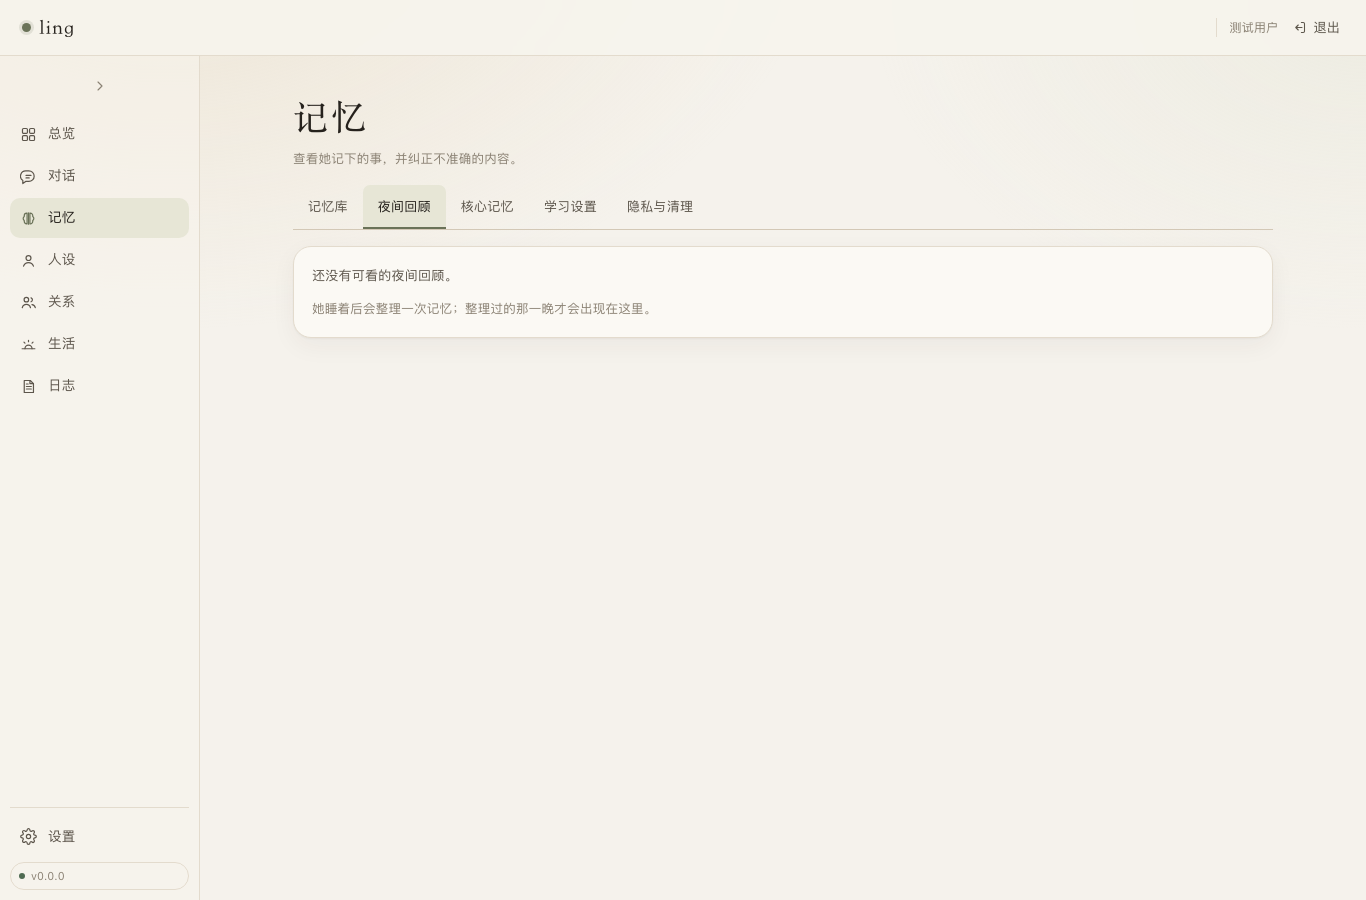 ling
测试用户
退出
总览
对话
记忆
人设
关系
生活
日志
设置
v0.0.0
记忆
查看她记下的事，并纠正不准确的内容。
记忆库 夜间回顾 核心记忆 学习设置 隐私与清理
还没有可看的夜间回顾。
她睡着后会整理一次记忆；整理过的那一晚才会出现在这里。